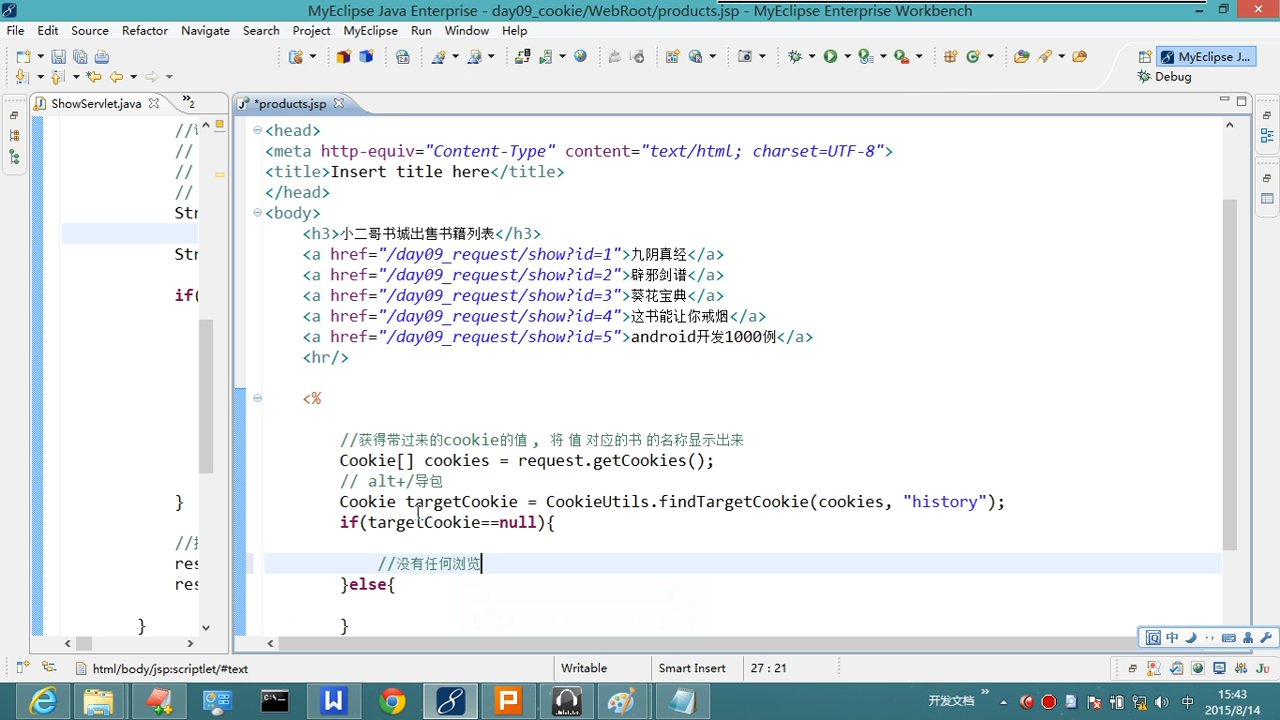 MyEclipse Java Enterprise - day09_cookie/WebRoot/products.jsp - MyEclipse Enterprise Workbench
File Edit Source Refactor Navigate Search Project MyEclipse Run Window Help
MyEclipse J...
Debug
ShowServlet.java
»2
*products.jsp
//
//
//
//
Str
Str
if(
}
//
res
res
}
<head>
<meta http-equiv="Content-Type" content="text/html; charset=UTF-8">
<title>Insert title here</title>
</head>
<body>
<h3>小二哥书城出售书籍列表</h3>
<a href="/day09_request/show?id=1">九阴真经</a>
<a href="/day09_request/show?id=2">辟邪剑谱</a>
<a href="/day09_request/show?id=3">葵花宝典</a>
<a href="/day09_request/show?id=4">这书能让你戒烟</a>
<a href="/day09_request/show?id=5">android开发1000例</a>
<hr/>
<%
//获得带过来的cookie的值 , 将 值 对应的书 的名称显示出来
Cookie[] cookies = request.getCookies();
// alt+/导包
Cookie targetCookie = CookieUtils.findTargetCookie(cookies, "history");
if(targetCookie==null){
//没有任何浏览
}else{
}
中
html/body/jsp:scriptlet/#text
Writable
Smart Insert
27 : 21
开发文档
中
15:43
2015/8/14